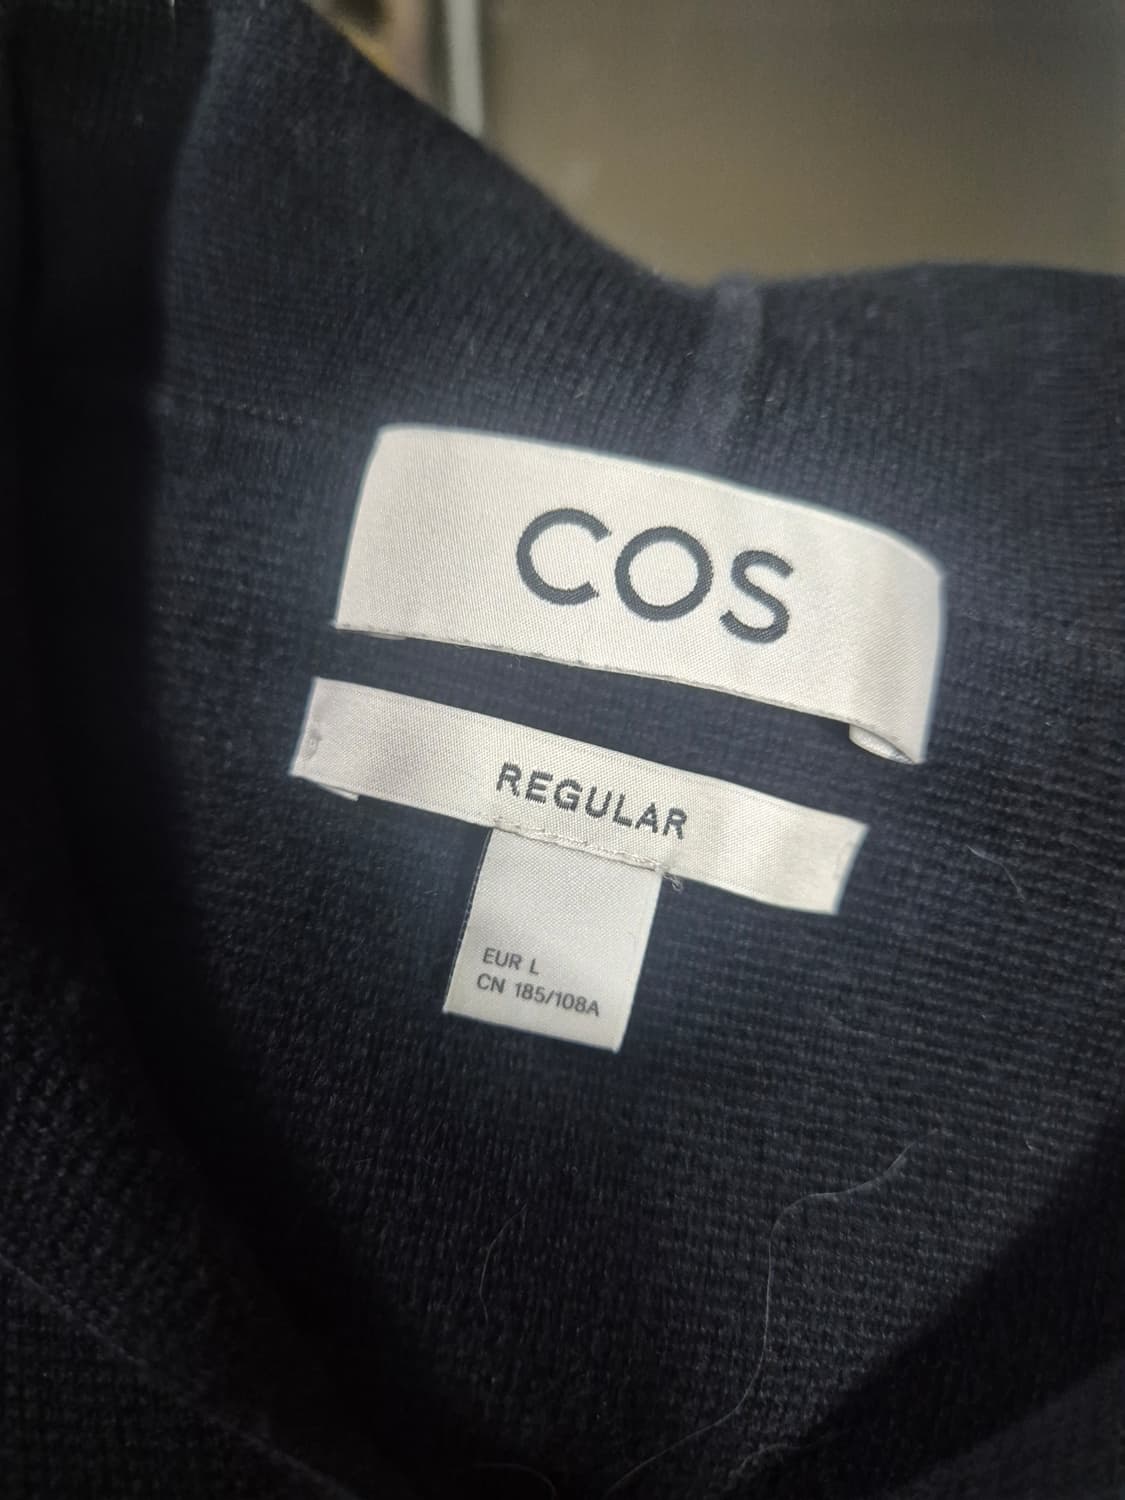 COS
REGULAR
EUR L
CN 185/108A